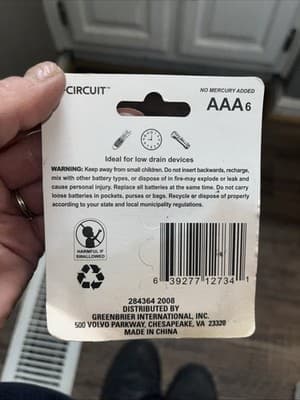 -CIRCUIT™
NO MERCURY ADDED
AAA6
Ideal for low drain devices
WARNING: Keep away from small children. Do not insert backwards, recharge,
mix with other battery types, or dispose of in fire-may explode or leak and
cause personal injury. Replace all batteries at the same time. Do not carry
loose batteries in pockets, purses or bags. Recycle or dispose of properly
according to your state and local municipality regulations.
HARMFUL IF
SWALLOWED
6 39277 12734 1
284364 2008
DISTRIBUTED BY
GREENBRIER INTERNATIONAL, INC.
500 VOLVO PARKWAY, CHESAPEAKE, VA 23320
MADE IN CHINA